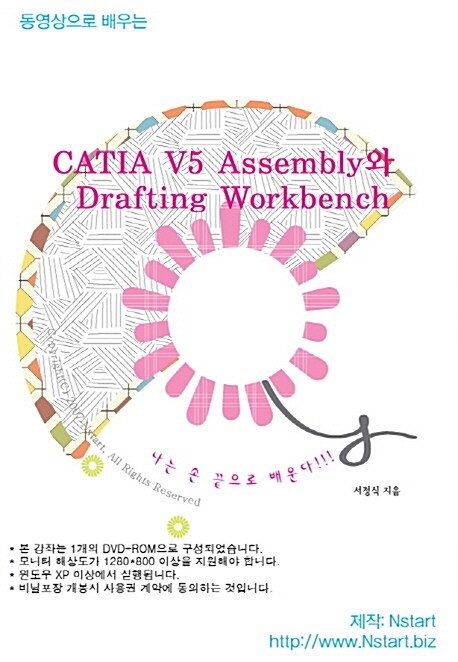 동영상으로 배우는
CATIA V5 Assembly와
Drafting Workbench
Nstart. All Rights Reserved
나는 손 끝으로 배운다!!!
서정식 지음
* 본 강좌는 1개의 DVD-ROM으로 구성되었습니다.
* 모니터 해상도가 1280*800 이상을 지원해야 합니다.
* 윈도우 XP 이상에서 실행됩니다.
* 비닐포장 개봉시 사용권 계약에 동의하는 것입니다.
제작: Nstart
http://www.Nstart.biz